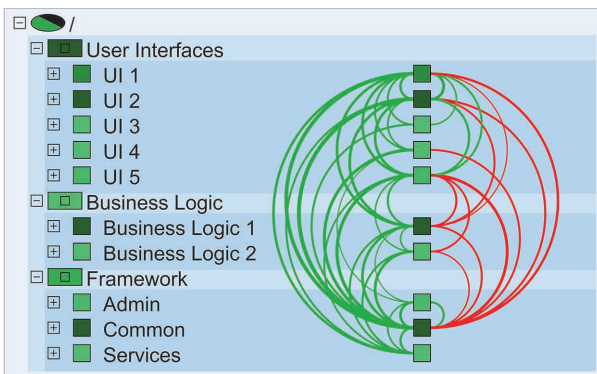 /
User Interfaces
UI 1
UI 2
UI 3
UI 4
UI 5
Business Logic
Business Logic 1
Business Logic 2
Framework
Admin
Common
Services